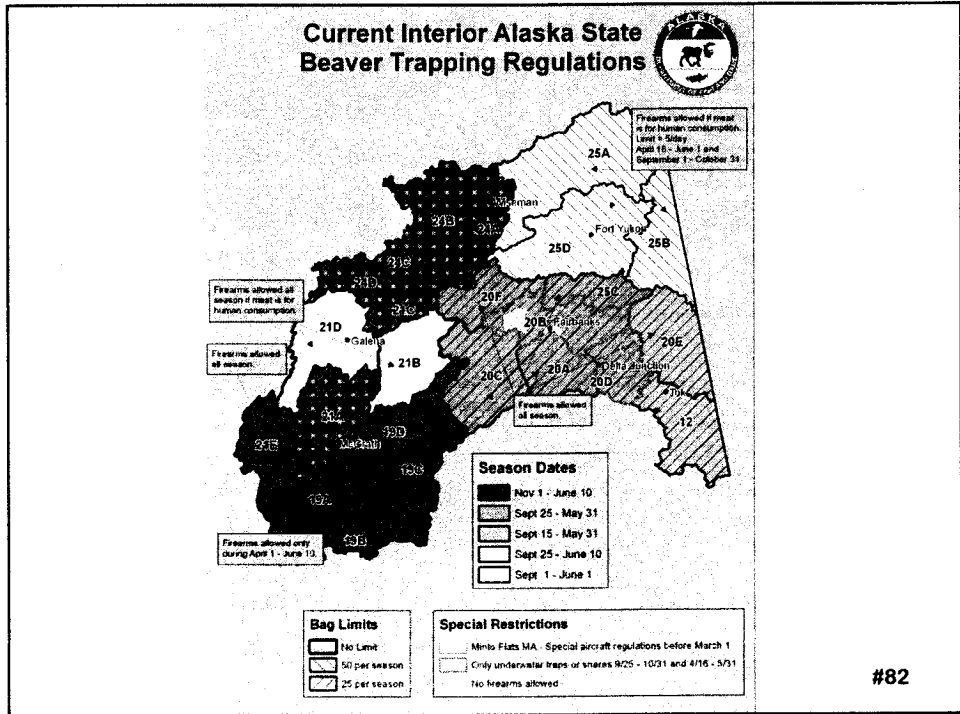 Current Interior Alaska State
Beaver Trapping Regulations
ALASKA
Firearms allowed if meat
is for human consumption.
Limit = 5/day
April 16 - June 1 and
September 1 - October 31
25A
Wiseman
24B
24A
Fort Yukon
25D
25B
24C
24D
Firearms allowed all
season if meat is for
human consumption.
20F
25C
21D
20B
Fairbanks
Galena
Firearms allowed
all season.
21B
20E
20C
20A
Delta Junction
20D
Tok
Firearms allowed
all season.
21A
12
19D
21E
McGrath
19C
19A
Firearms allowed only
during April 1 - June 10.
19B
Season Dates
Nov 1 - June 10
Sept 25 - May 31
Sept 15 - May 31
Sept 25 - June 10
Sept 1 - June 1
Bag Limits
No Limit
50 per season
25 per season
Special Restrictions
Minto Flats MA - Special aircraft regulations before March 1
Only underwater traps or snares 9/25 - 10/31 and 4/16 - 5/31
No firearms allowed
#82